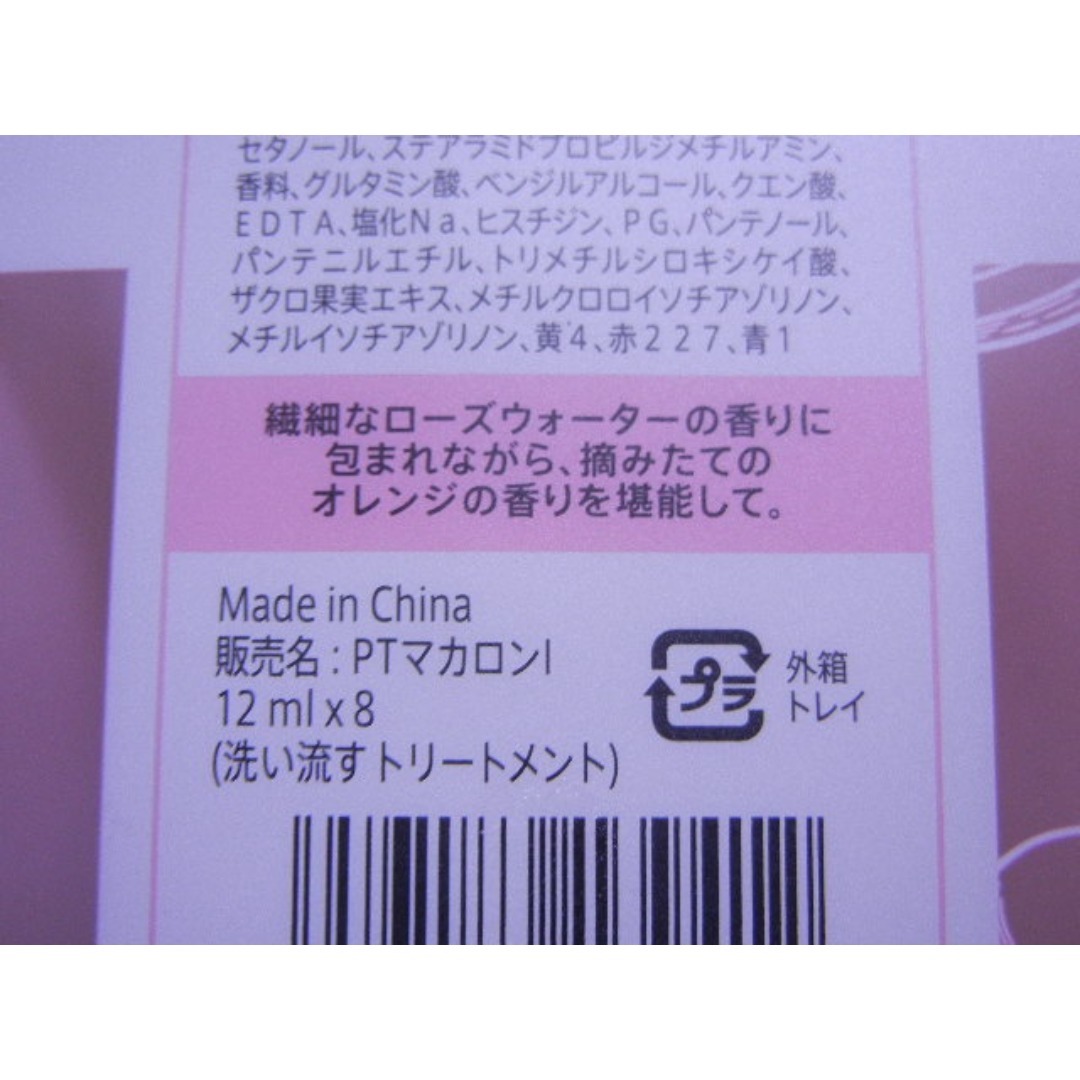 セタノール、ステアラミドプロピルジメチルアミン、
香料、グルタミン酸、ベンジルアルコール、クエン酸、
EDTA、塩化Na、ヒスチジン、PG、パンテノール、
パンテニルエチル、トリメチルシロキシケイ酸、
ザクロ果実エキス、メチルクロロイソチアゾリノン、
メチルイソチアゾリノン、黄4、赤227、青1
繊細なローズウォーターの香りに
包まれながら、摘みたての
オレンジの香りを堪能して。
Made in China
販売名 : PTマカロンI
12 ml x 8
(洗い流すトリートメント)
プラ
外箱
トレイ